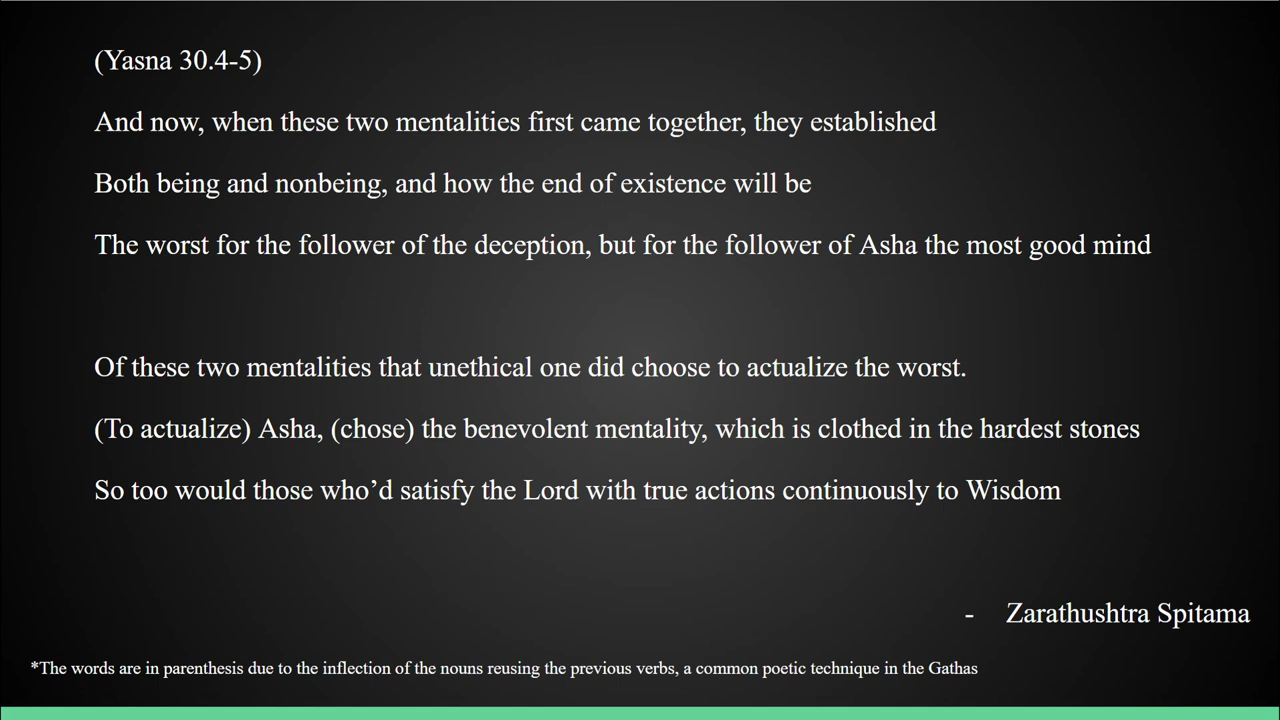 (Yasna 30.4-5)
And now, when these two mentalities first came together, they established
Both being and nonbeing, and how the end of existence will be
The worst for the follower of the deception, but for the follower of Asha the most good mind
Of these two mentalities that unethical one did choose to actualize the worst.
(To actualize) Asha, (chose) the benevolent mentality, which is clothed in the hardest stones
So too would those who’d satisfy the Lord with true actions continuously to Wisdom
- Zarathushtra Spitama
*The words are in parenthesis due to the inflection of the nouns reusing the previous verbs, a common poetic technique in the Gathas